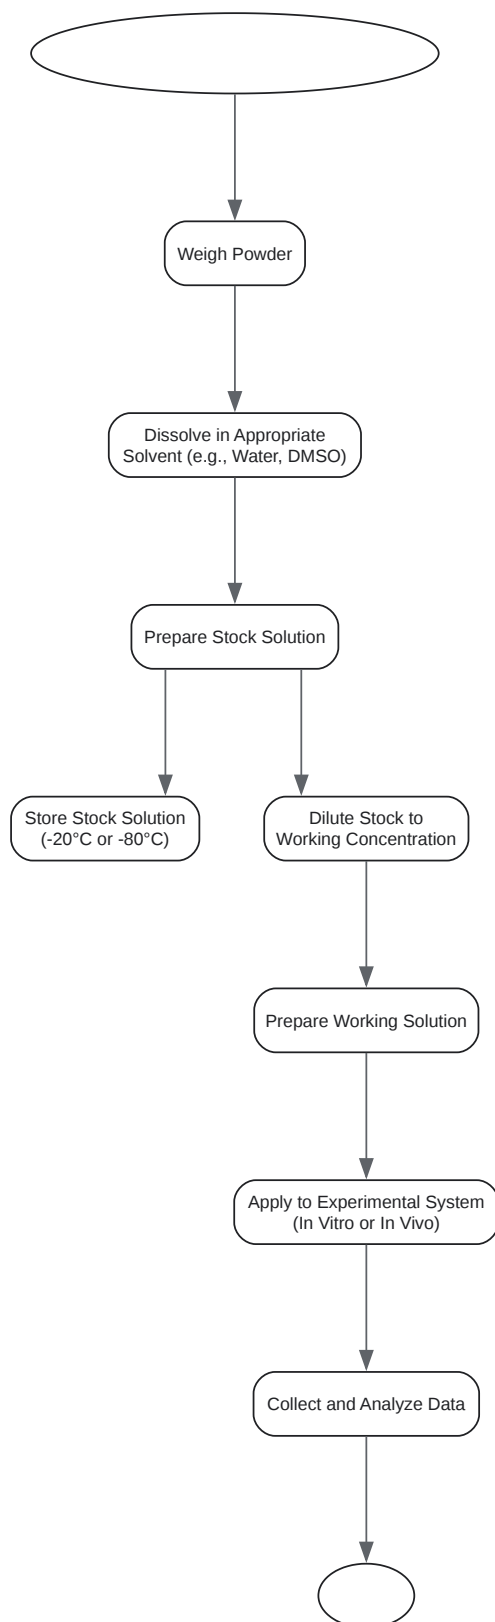 Weigh Powder
Dissolve in Appropriate
Solvent (e.g., Water, DMSO)
Prepare Stock Solution
Store Stock Solution
(-20°C or -80°C)
Dilute Stock to
Working Concentration
Prepare Working Solution
Apply to Experimental System
(In Vitro or In Vivo)
Collect and Analyze Data